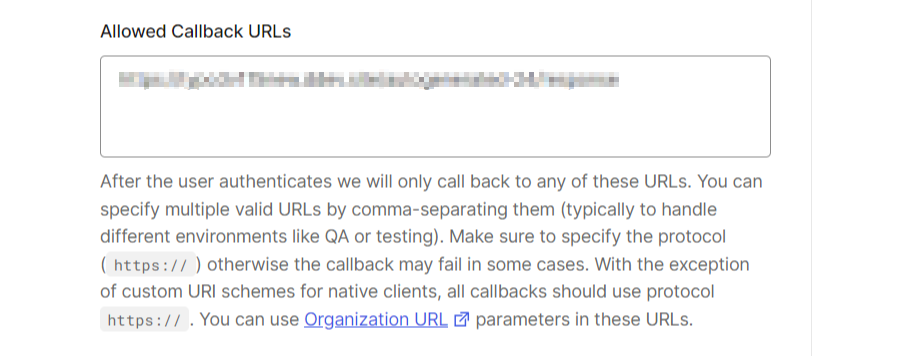 Allowed Callback URLs
After the user authenticates we will only call back to any of these URLs. You can
specify multiple valid URLs by comma-separating them (typically to handle
different environments like QA or testing). Make sure to specify the protocol
( https:// ) otherwise the callback may fail in some cases. With the exception
of custom URI schemes for native clients, all callbacks should use protocol
https:// . You can use Organization URL parameters in these URLs.